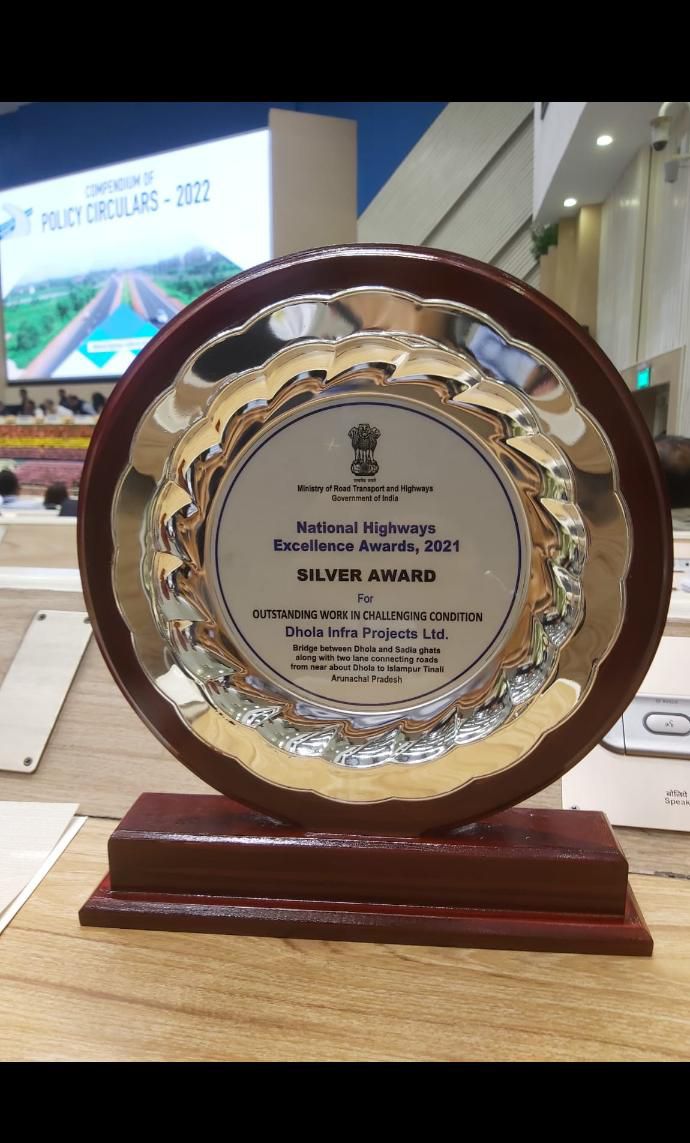 COMPENDIUM OF
POLICY CIRCULARS - 2022
Ministry of Road Transport and Highways
Government of India
National Highways
Excellence Awards, 2021
SILVER AWARD
For
OUTSTANDING WORK IN CHALLENGING CONDITION
Dhola Infra Projects Ltd.
Bridge between Dhola and Sadia ghats
along with two lane connecting roads
from near about Dhola to Islampur Tinali
Arunachal Pradesh
बोलिये
Speak